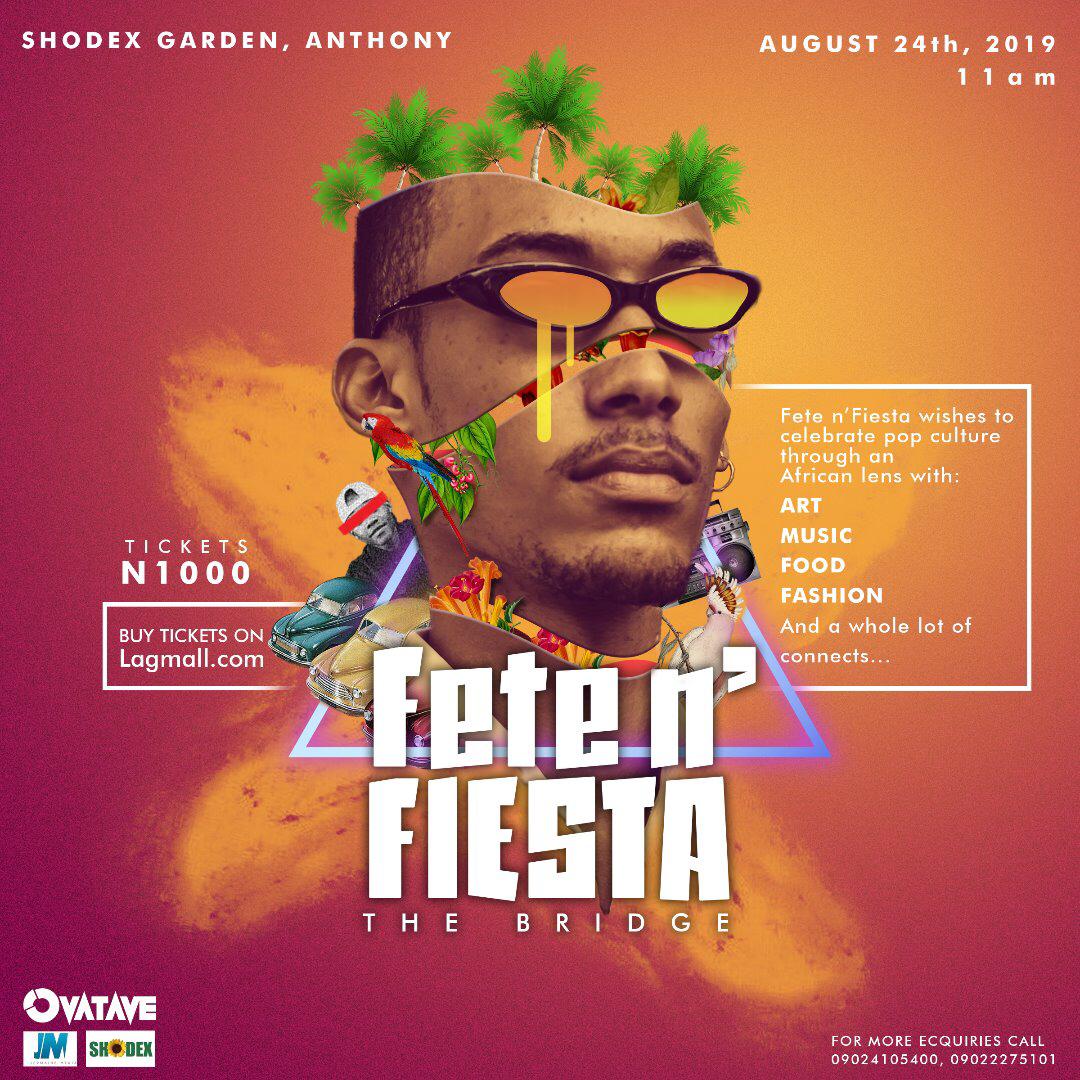 SHODEX GARDEN, ANTHONY
AUGUST 24th, 2019
11am
Fete n'Fiesta wishes to
celebrate pop culture
through an
African lens with:
ART
MUSIC
FOOD
FASHION
And a whole lot of
connects...
TICKETS
N1000
BUY TICKETS ON
Lagmall.com
Fete n'
FIESTA
THE BRIDGE
OVATAVE
JM
SHODEX
FOR MORE ECQUIRIES CALL
09024105400, 09022275101